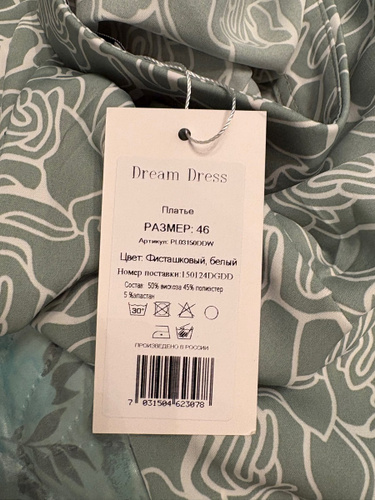 Dream Dress
Платье
РАЗМЕР: 46
Артикул: PL03150DDW
Цвет: Фисташковый, белый
Номер поставки:150124DGDD
Состав: 50% вискоза 45% полиэстер
5 %эластан
30°
ПРОИЗВЕДЕНО В РОССИИ
7 031504 623078